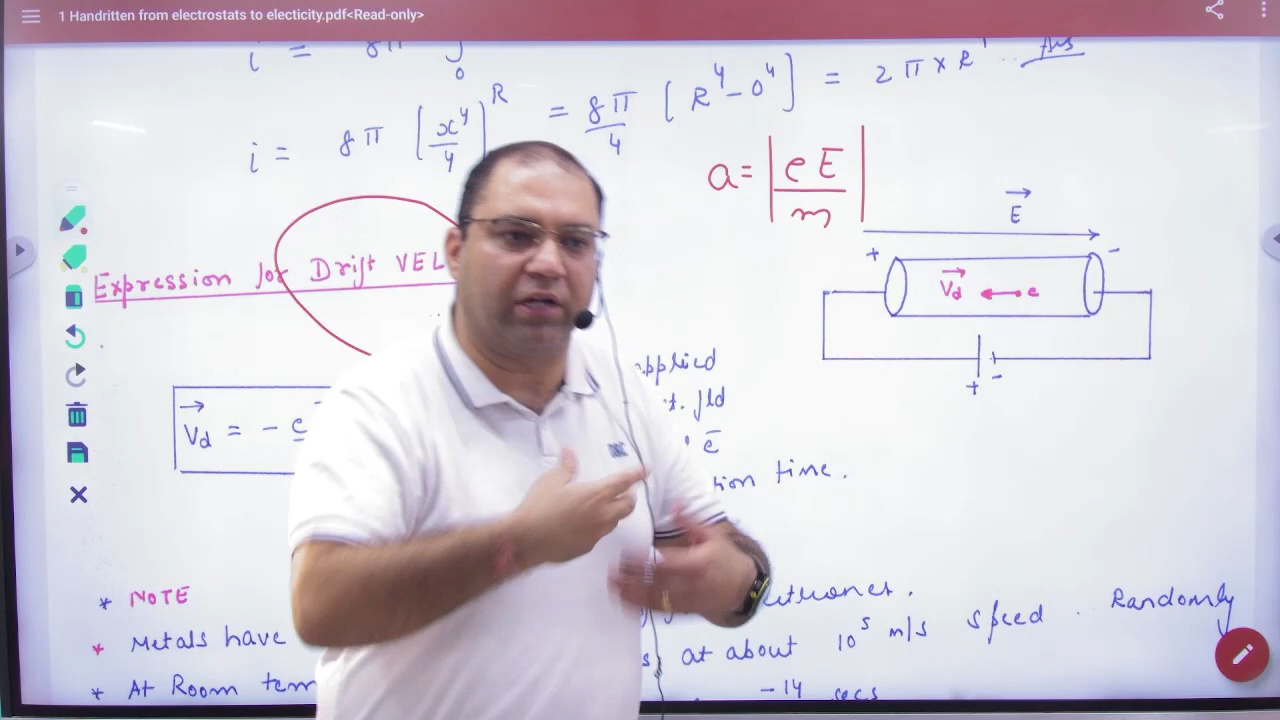 1 Handritten from electrostats to electicity.pdf<Read-only>
i = 8π ∫ 0
i = 8π [x⁴/4] R = 8π/4 [R⁴-0⁴] = 2π×R⁴ Ans
a = |eE/m|
E
+ -
Expression for Drift VEL
Vd e
applied
+ -
t. fld
Vd = - e
e
tion time.
* NOTE
* Metals have
at about 10⁵ m/s speed. Randomly
* At Room tem
-14 secs